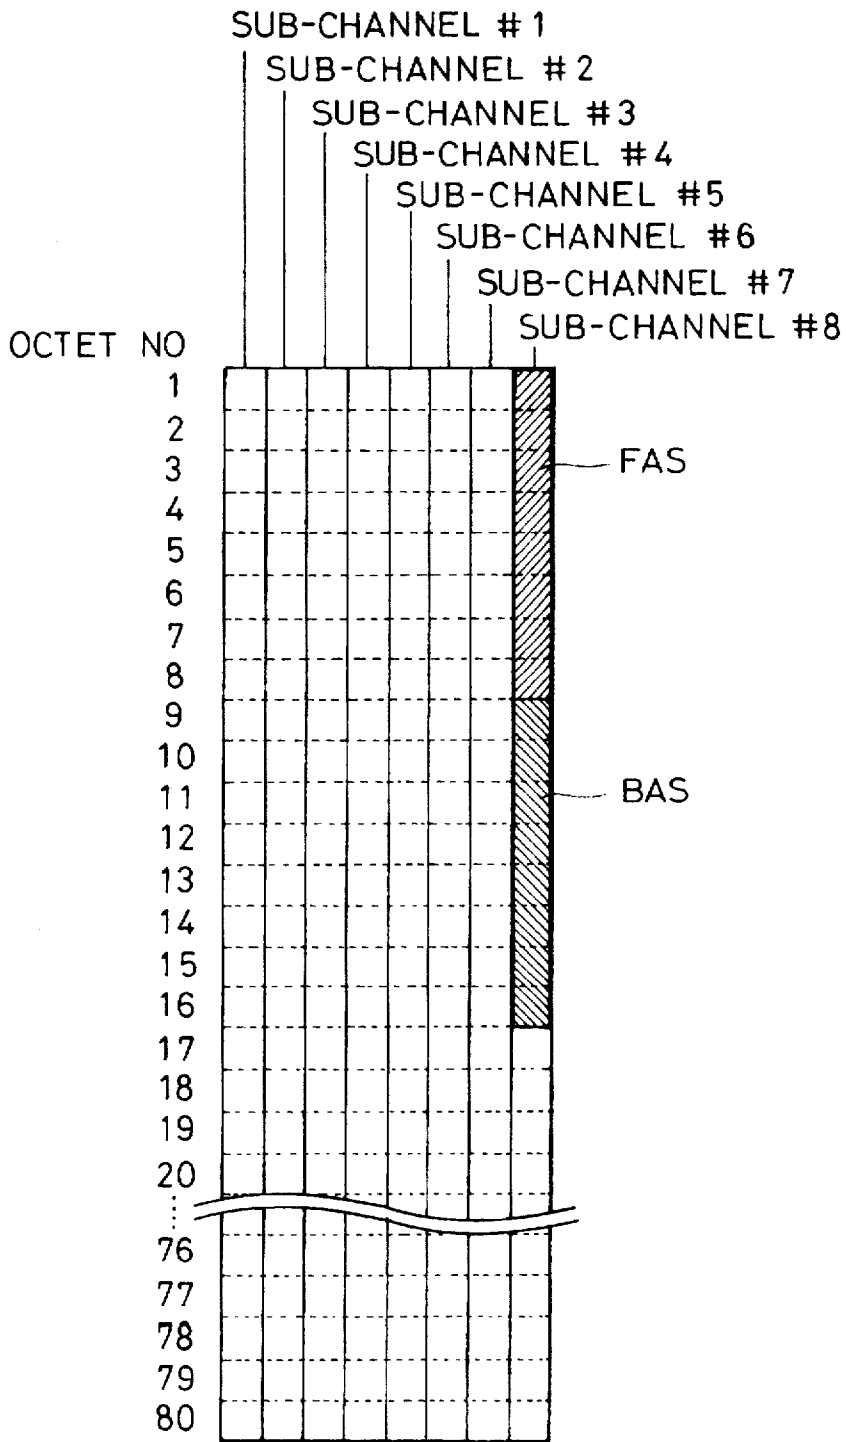 SUB-CHANNEL #1
SUB-CHANNEL #2
SUB-CHANNEL #3
SUB-CHANNEL #4
SUB-CHANNEL #5
SUB-CHANNEL #6
SUB-CHANNEL #7
SUB-CHANNEL #8
OCTET NO
1
2
3
FAS
4
5
6
7
8
9
10
11
BAS
12
13
14
15
16
17
18
19
20
⋮
76
77
78
79
80